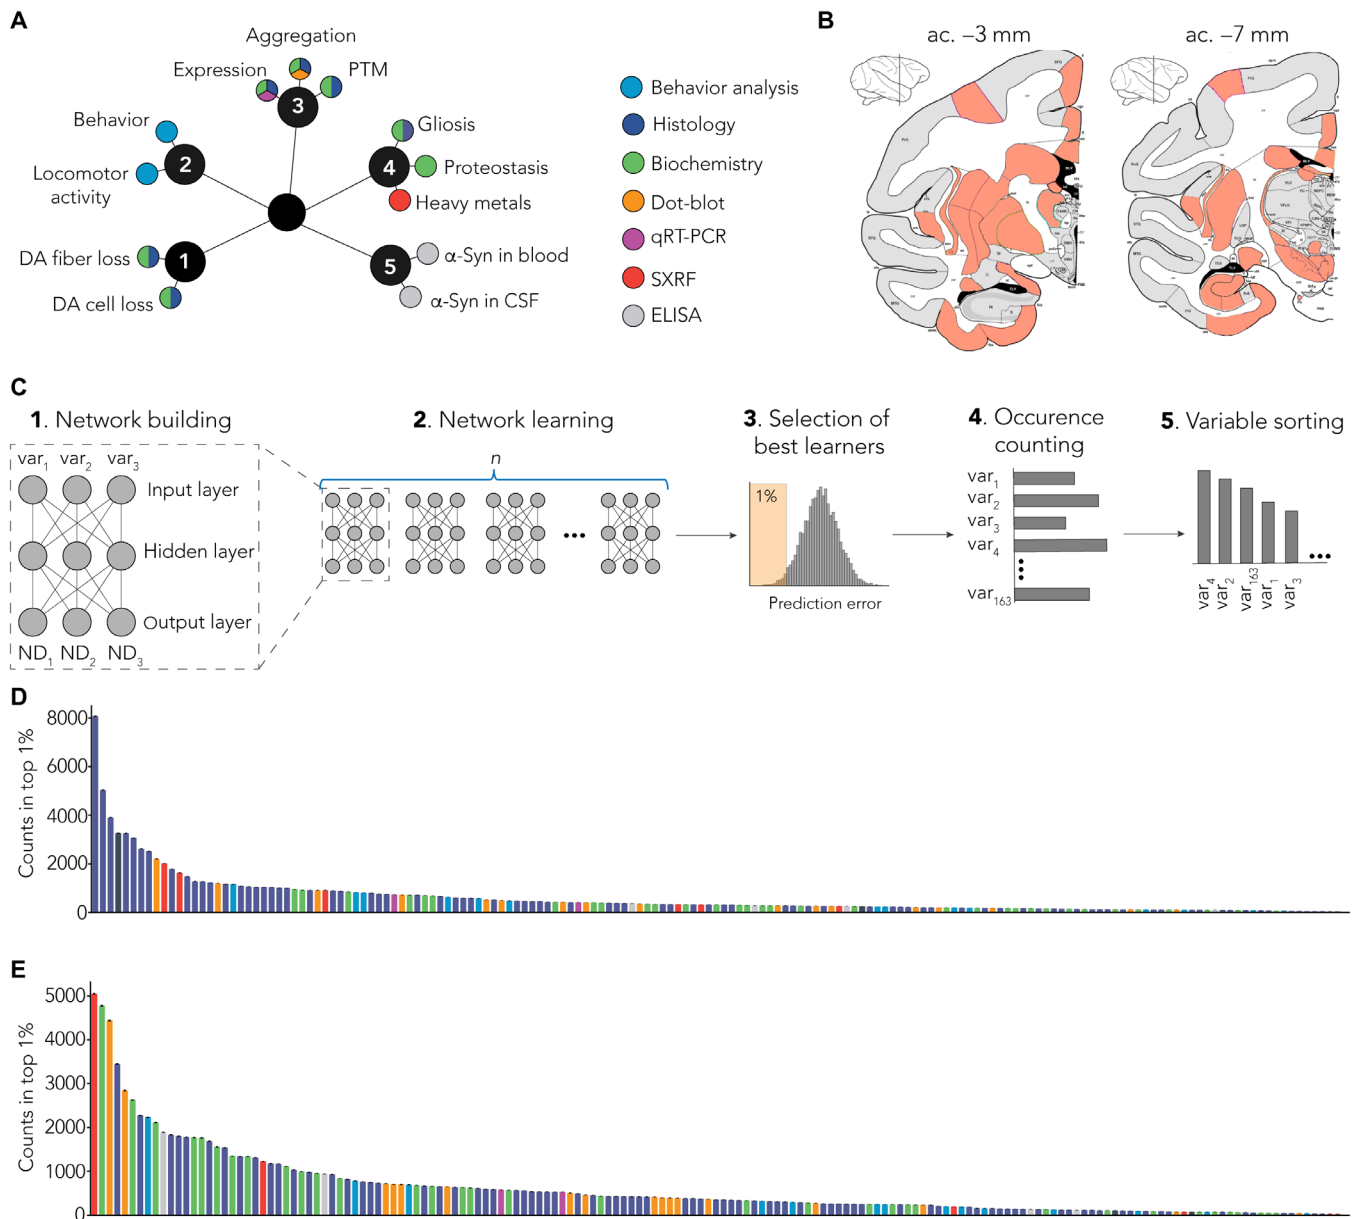 A
Aggregation
Expression
PTM
3
Behavior
2
Locomotor
activity
Gliosis
4
Proteostasis
Heavy metals
DA fiber loss
1
DA cell loss
5
α-Syn in blood
α-Syn in CSF
Behavior analysis
Histology
Biochemistry
Dot-blot
qRT-PCR
SXRF
ELISA
B
ac. –3 mm
ac. –7 mm
C
1. Network building
var1 var2 var3
Input layer
Hidden layer
Output layer
ND1 ND2 ND3
2. Network learning
n
3. Selection of
best learners
1%
Prediction error
4. Occurence
counting
var1
var2
var3
var4
var163
5. Variable sorting
var4 var2 var163 var1 var3
D
Counts in top 1%
8000
6000
4000
2000
0
E
Counts in top 1%
5000
4000
3000
2000
1000
0